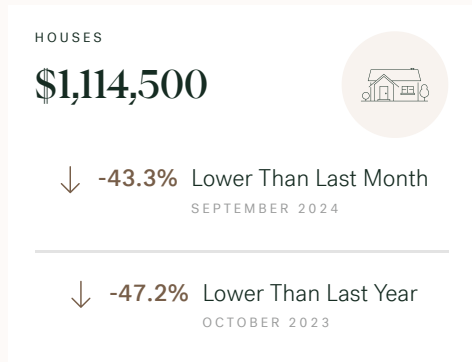 HOUSES
$1,114,500
-43.3% Lower Than Last Month
SEPTEMBER 2024
-47.2% Lower Than Last Year
OCTOBER 2023